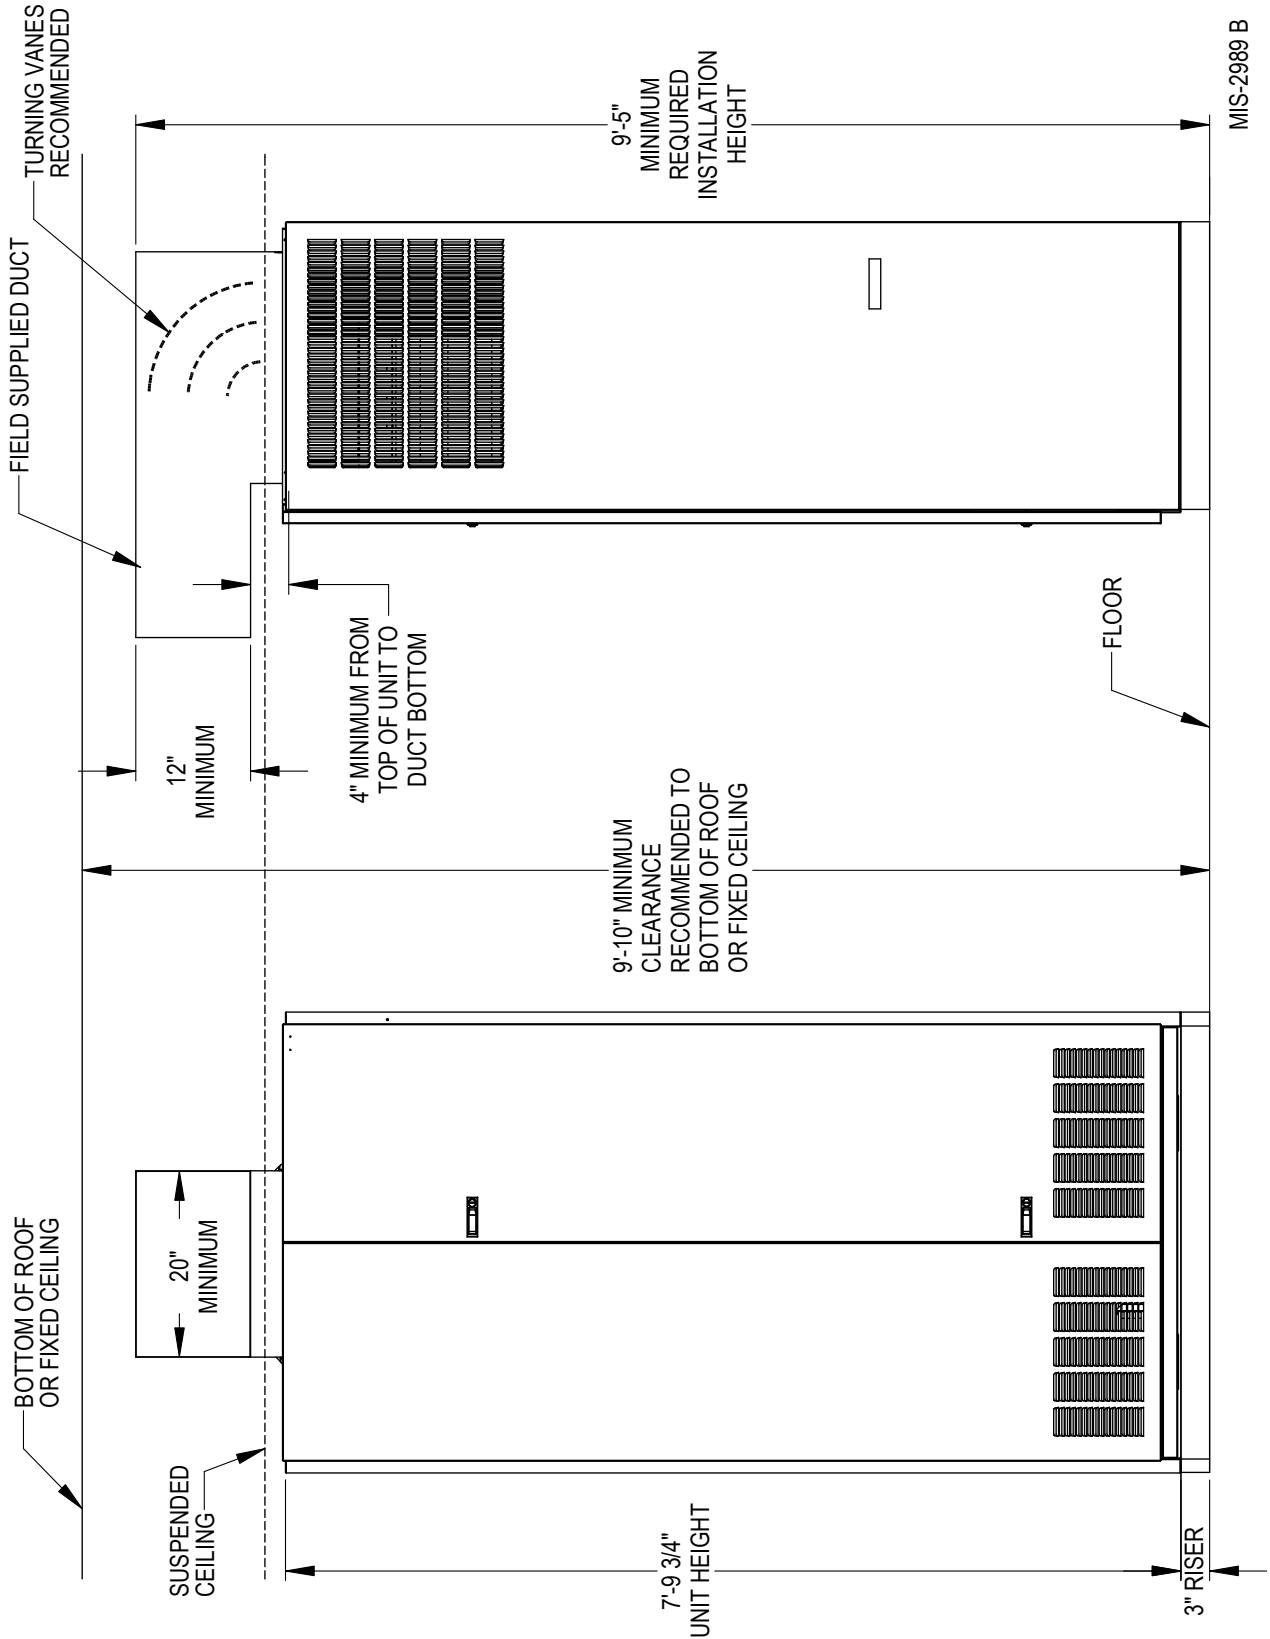 BOTTOM OF ROOF
OR FIXED CEILING
FIELD SUPPLIED DUCT
TURNING VANES
RECOMMENDED
SUSPENDED
CEILING
20"
MINIMUM
12"
MINIMUM
4" MINIMUM FROM
TOP OF UNIT TO
DUCT BOTTOM
7'-9 3/4"
UNIT HEIGHT
9'-10" MINIMUM
CLEARANCE
RECOMMENDED TO
BOTTOM OF ROOF
OR FIXED CEILING
9'-5"
MINIMUM
REQUIRED
INSTALLATION
HEIGHT
FLOOR
3" RISER
MIS-2989 B